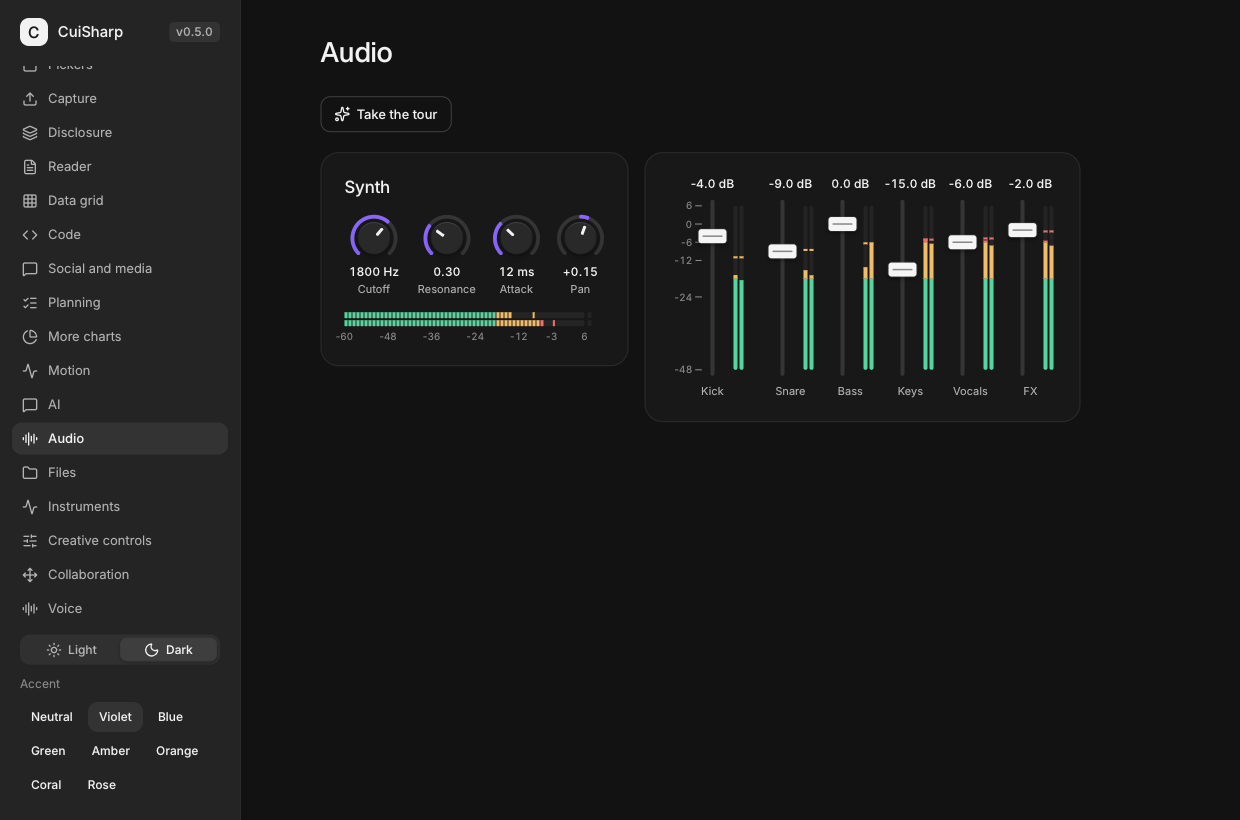 C CuiSharp v0.5.0
Pickers
Capture
Disclosure
Reader
Data grid
Code
Social and media
Planning
More charts
Motion
AI
Audio
Files
Instruments
Creative controls
Collaboration
Voice
Light Dark
Accent
Neutral Violet Blue
Green Amber Orange
Coral Rose
Audio
Take the tour
Synth
1800 Hz 0.30 12 ms +0.15
Cutoff Resonance Attack Pan
-60 -48 -36 -24 -12 -3 6
-4.0 dB -9.0 dB 0.0 dB -15.0 dB -6.0 dB -2.0 dB
6
0
-6
-12
-24
-48
Kick Snare Bass Keys Vocals FX